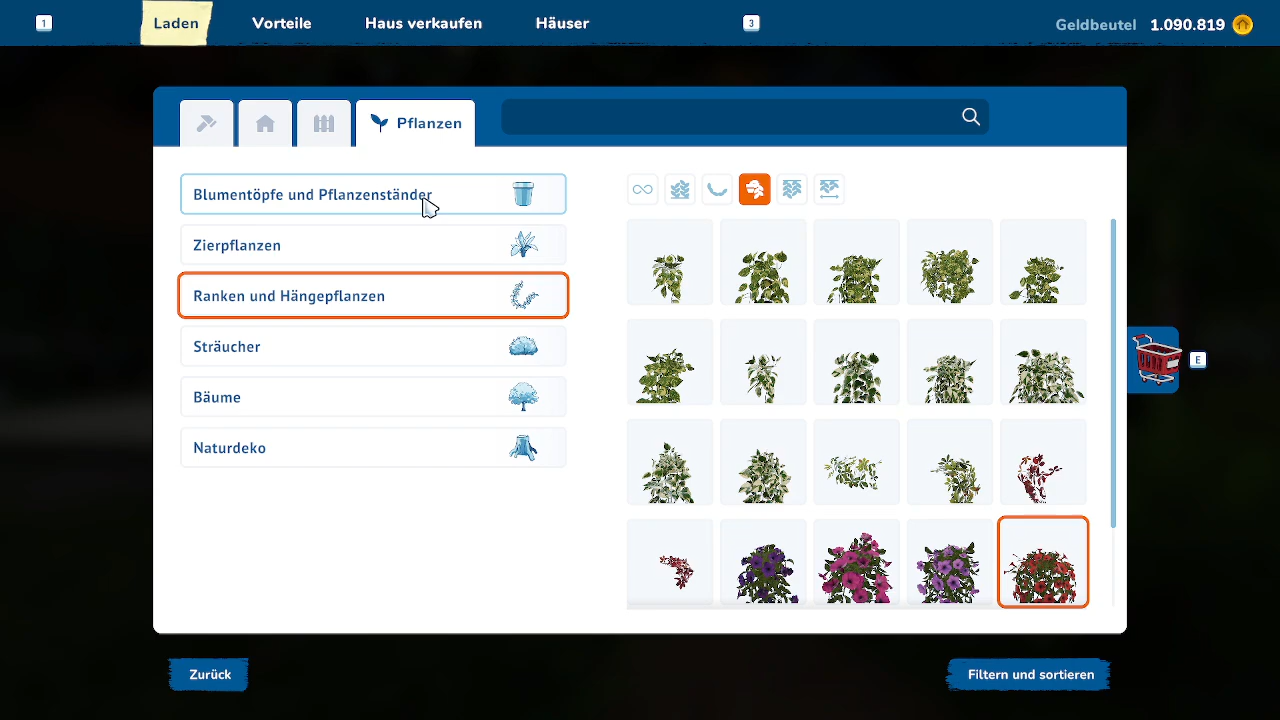 1 Laden Vorteile Haus verkaufen Häuser 3 Geldbeutel 1.090.819
Pflanzen
Blumentöpfe und Pflanzenständer
Zierpflanzen
Ranken und Hängepflanzen
Sträucher
Bäume
Naturdeko
E
Zurück Filtern und sortieren